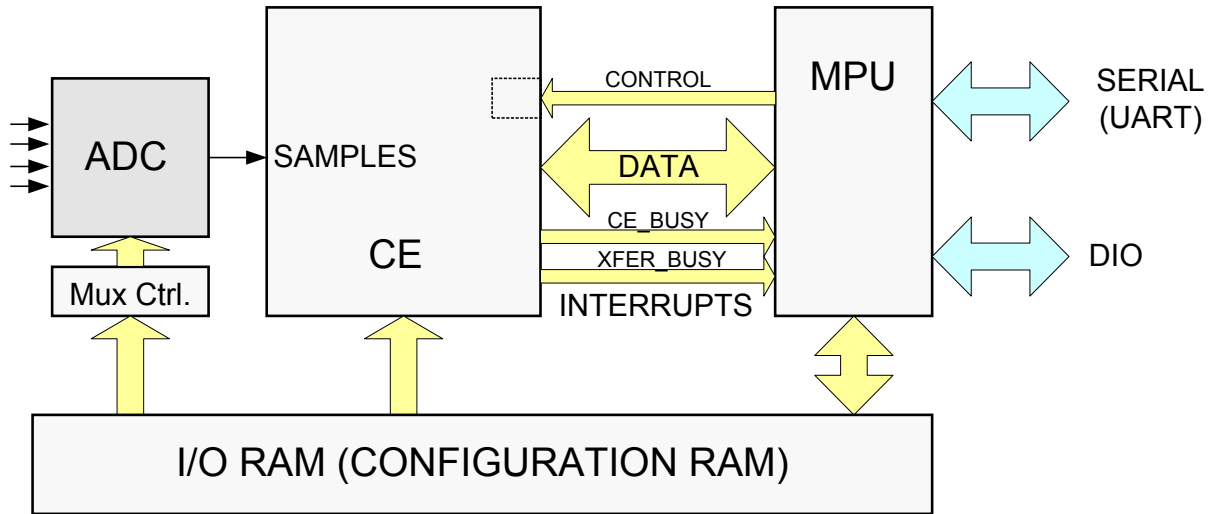 CONTROL
MPU
SERIAL
(UART)
ADC
SAMPLES
DATA
CE_BUSY
CE
XFER_BUSY
DIO
Mux Ctrl.
INTERRUPTS
I/O RAM (CONFIGURATION RAM)